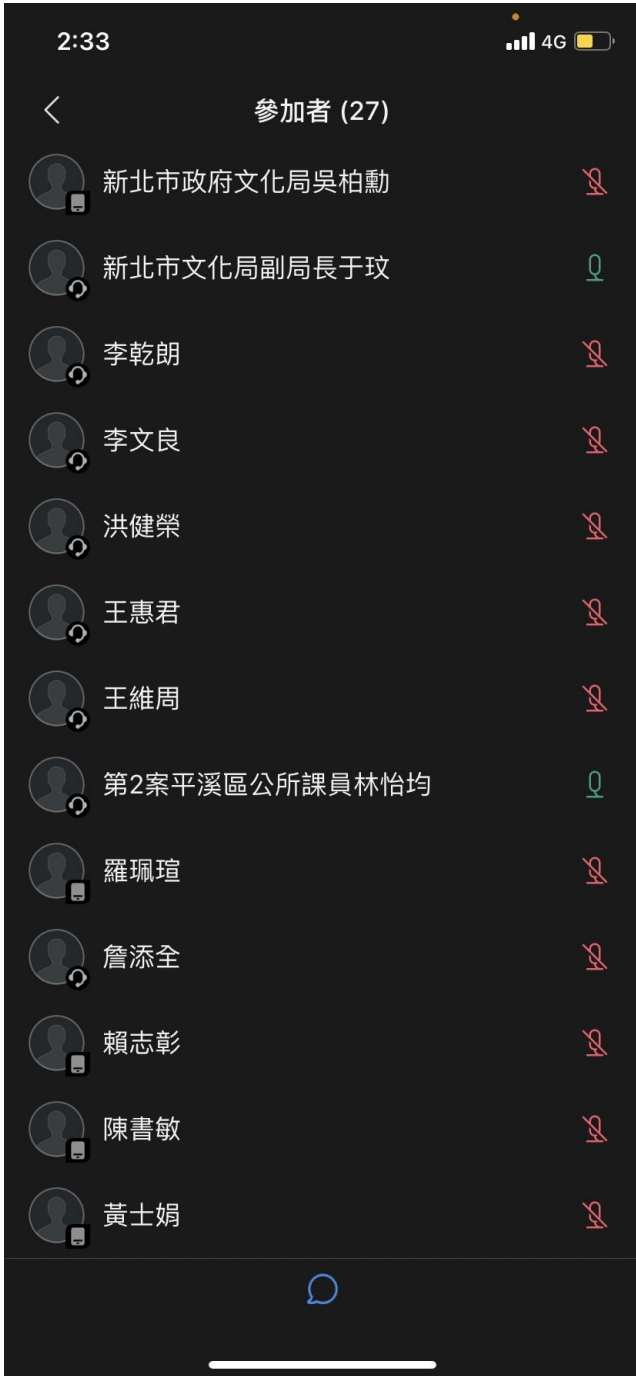 2:33
4G
參加者 (27)
新北市政府文化局吳柏勳
新北市文化局副局長于玟
李乾朗
李文良
洪健榮
王惠君
王維周
第2案平溪區公所課員林怡均
羅珮瑄
詹添全
賴志彰
陳書敏
黃士娟